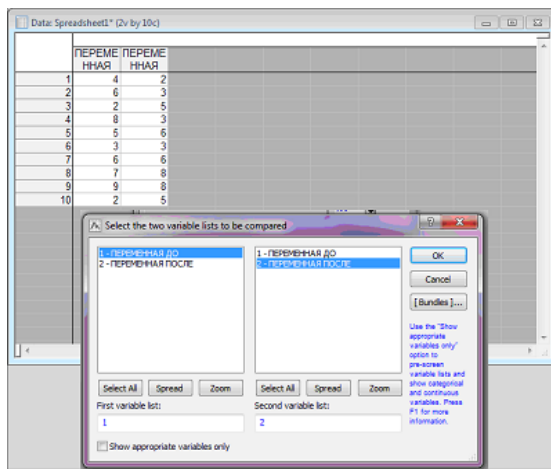 Data: Spreadsheet1* (2v by 10c)
ПЕРЕМЕННАЯ ПЕРЕМЕННАЯ
1 4 2
2 6 3
3 2 5
4 8 3
5 5 6
6 3 3
7 6 6
8 7 8
9 9 8
10 2 5
Select the two variable lists to be compared
1 - ПЕРЕМЕННАЯ ДО
2 - ПЕРЕМЕННАЯ ПОСЛЕ
1 - ПЕРЕМЕННАЯ ДО
2 - ПЕРЕМЕННАЯ ПОСЛЕ
OK
Cancel
[Bundles]...
Use the "Show
appropriate
variables only"
option to
pre-screen
variable lists and
show categorical
and continuous
variables. Press
F1 for more
information.
Select All Spread Zoom
Select All Spread Zoom
First variable list:
1
Second variable list:
2
Show appropriate variables only